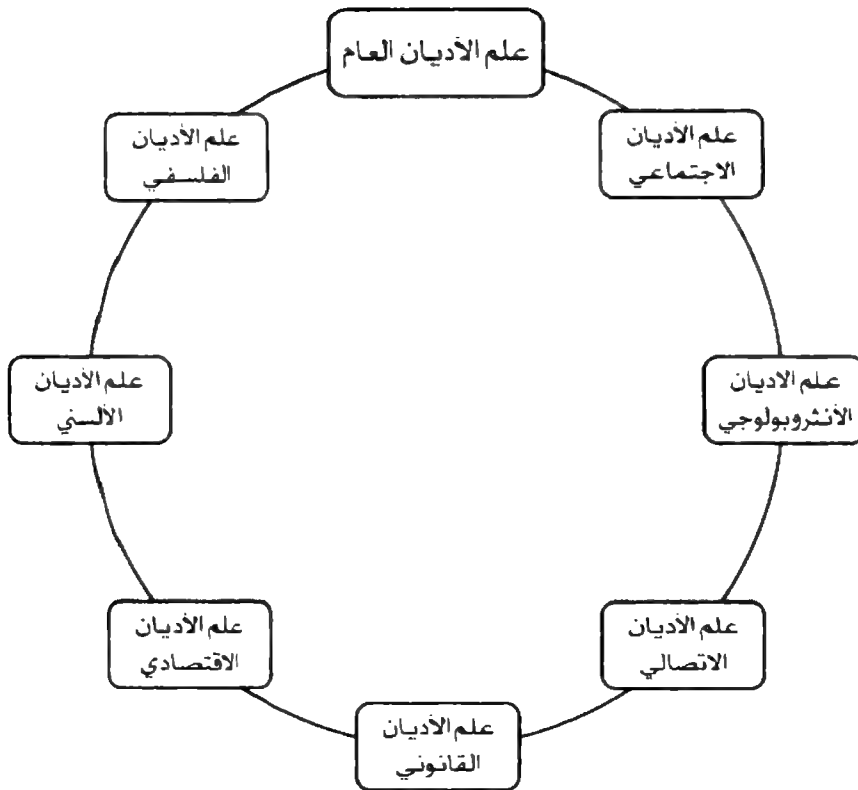 علم الأديان العام
علم الأديان
الاجتماعي
علم الاديان
الأنثروبولوجي
علم الأديان
الاتصالي
علم الأديان
القانوني
علم الأديان
الاقتصادي
علم الأديان
الألسني
علم الأديان
الفلسفي